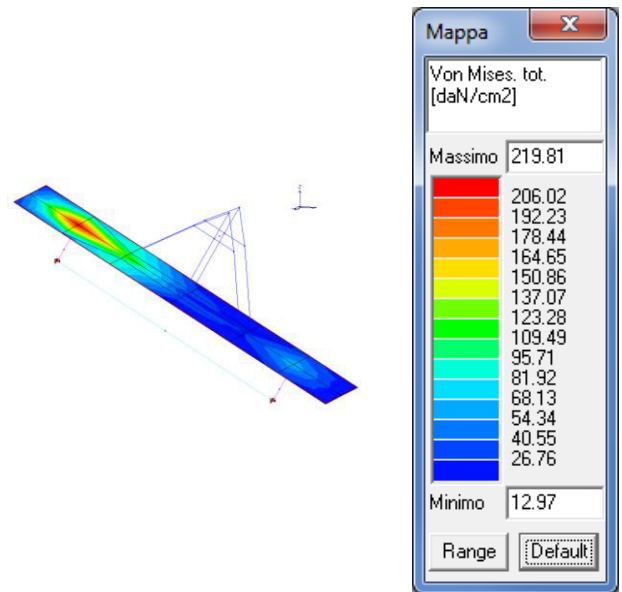 Mappa
Von Mises. tot.
[daN/cm2]
Massimo 219.81
206.02
192.23
178.44
164.65
150.86
137.07
123.28
109.49
95.71
81.92
68.13
54.34
40.55
26.76
Minimo 12.97
Range Default